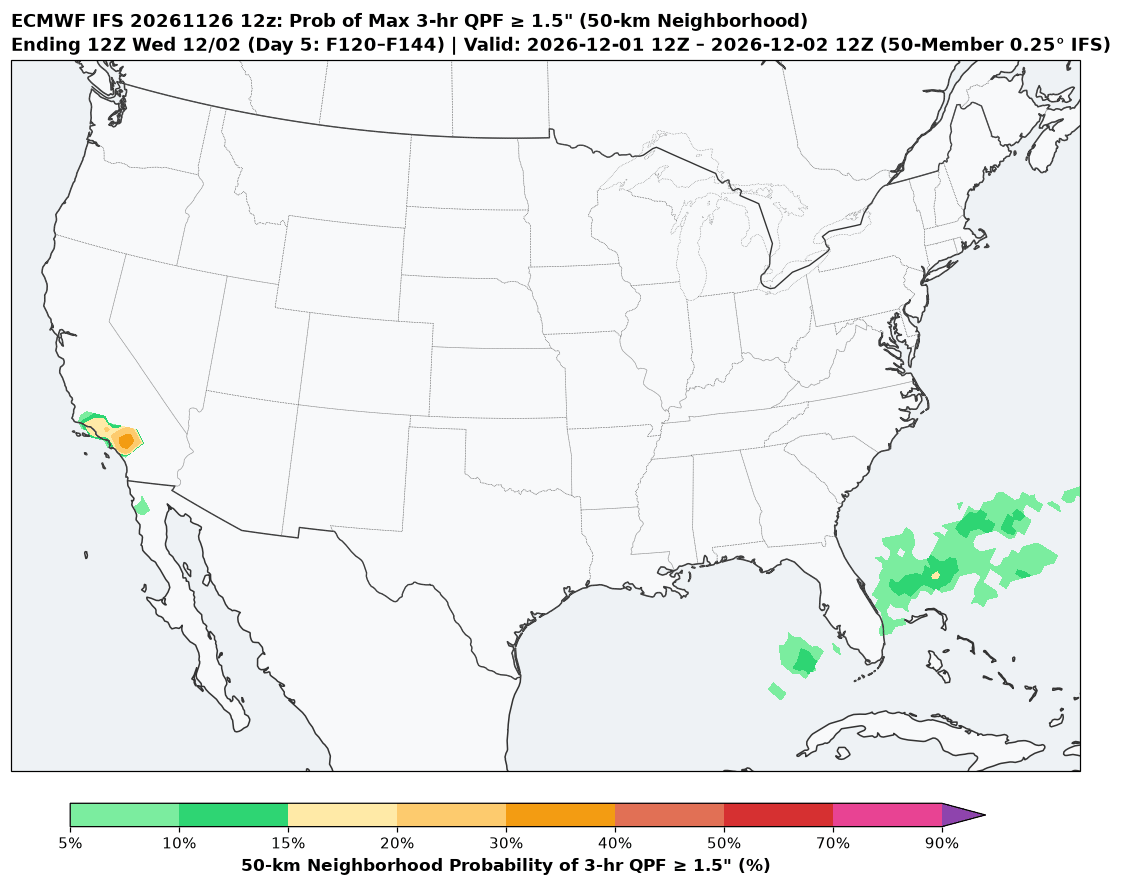 ECMWF IFS 20261126 12z: Prob of Max 3-hr QPF ≥ 1.5" (50-km Neighborhood)
Ending 12Z Wed 12/02 (Day 5: F120–F144) | Valid: 2026-12-01 12Z – 2026-12-02 12Z (50-Member 0.25° IFS)
5% 10% 15% 20% 30% 40% 50% 70% 90%
50-km Neighborhood Probability of 3-hr QPF ≥ 1.5" (%)